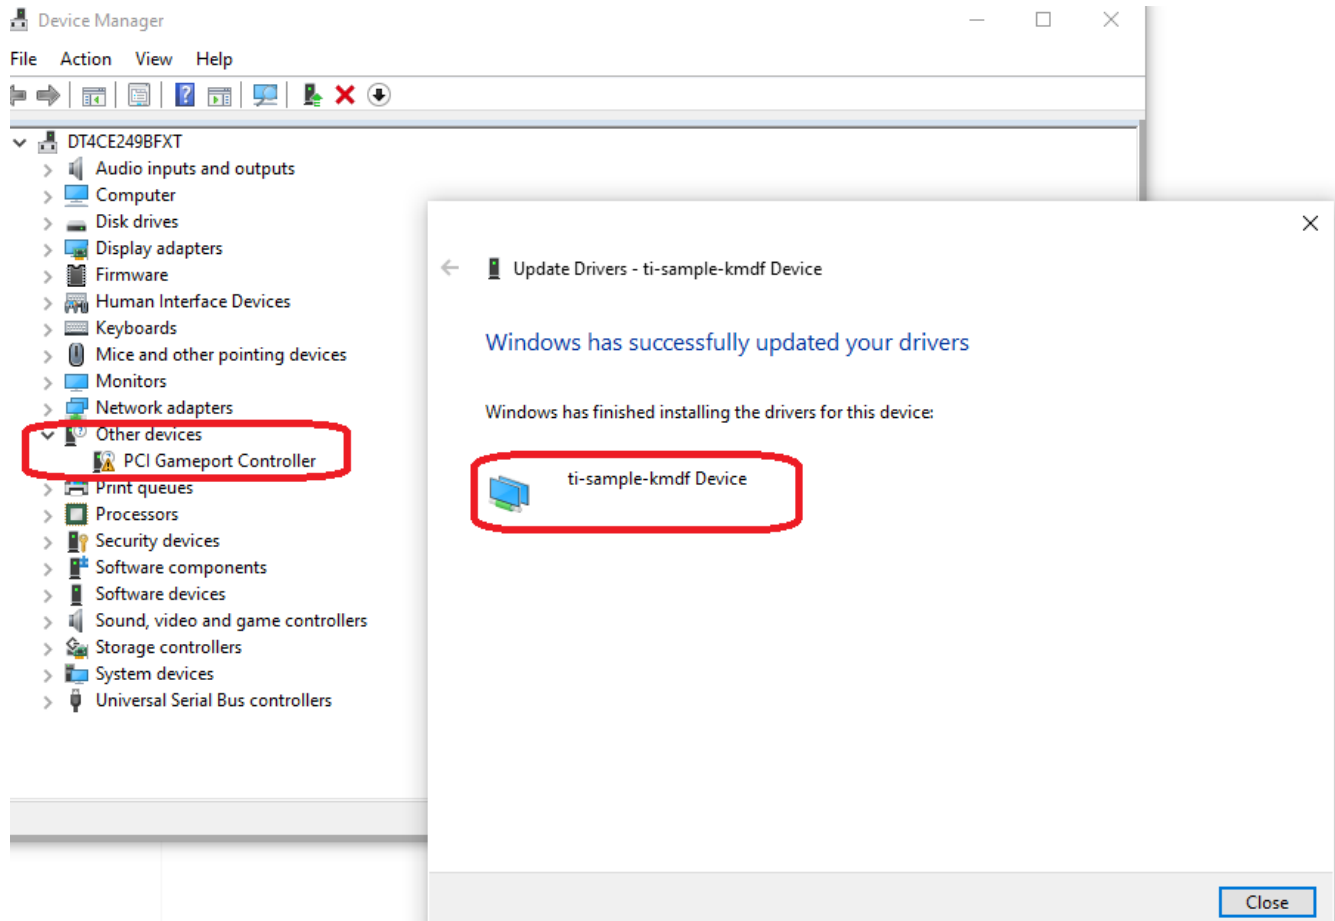 Device Manager
File Action View Help
DT4CE249BFXT
Audio inputs and outputs
Computer
Disk drives
Display adapters
Firmware
Human Interface Devices
Keyboards
Mice and other pointing devices
Monitors
Network adapters
Other devices
PCI Gameport Controller
Print queues
Processors
Security devices
Software components
Software devices
Sound, video and game controllers
Storage controllers
System devices
Universal Serial Bus controllers
Update Drivers - ti-sample-kmdf Device
Windows has successfully updated your drivers
Windows has finished installing the drivers for this device:
ti-sample-kmdf Device
Close